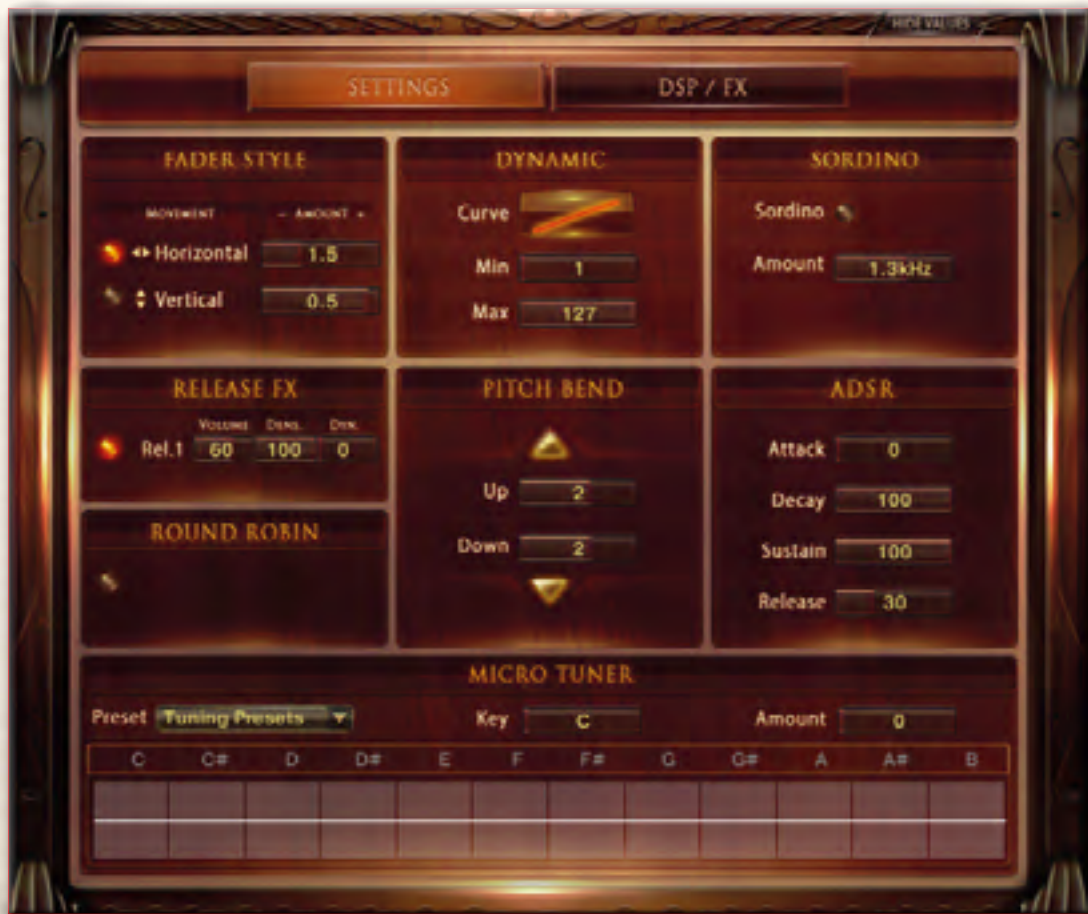 HIDE VALUES
SETTINGS DSP / FX
FADER STYLE
MOVEMENT - AMOUNT +
Horizontal 1.5
Vertical 0.5
DYNAMIC
Curve
Min 1
Max 127
SORDINO
Sordino
Amount 1.3kHz
RELEASE FX
VOLUME DENS. DYN.
Rel.1 60 100 0
ROUND ROBIN
PITCH BEND
Up 2
Down 2
ADSR
Attack 0
Decay 100
Sustain 100
Release 30
MICRO TUNER
Preset Tuning Presets Key C Amount 0
C C# D D# E F F# G G# A A# B